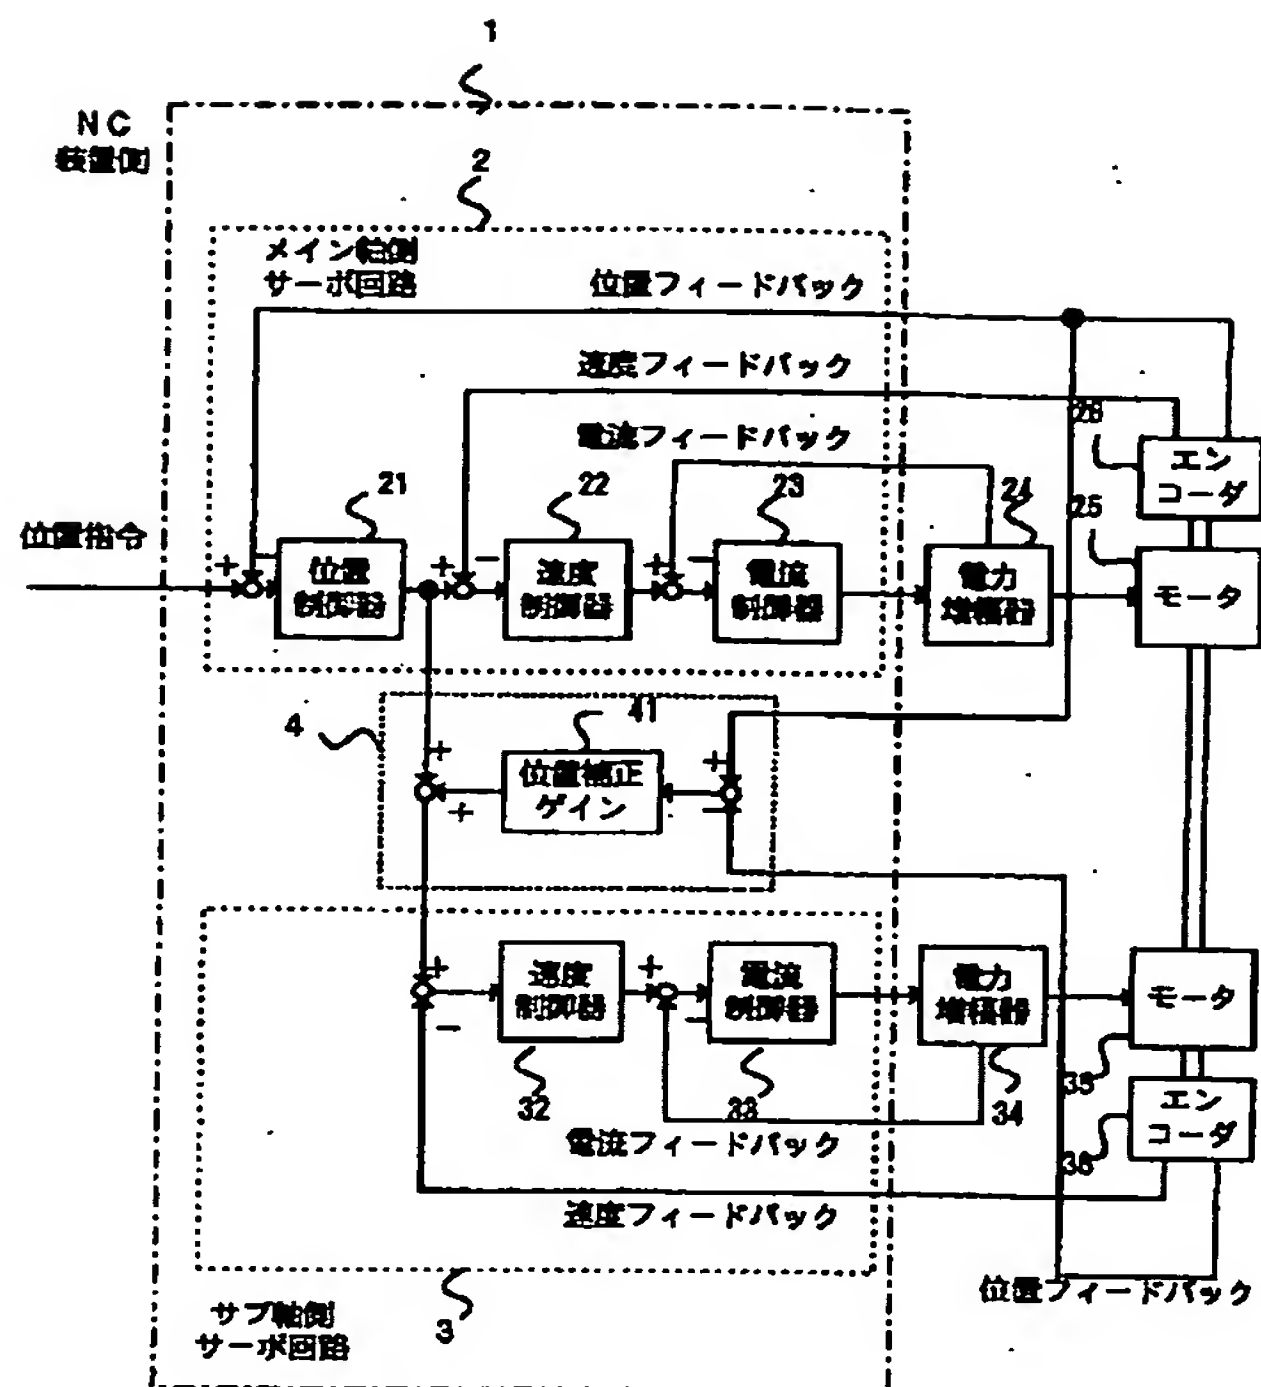 1
NC
装置側
2
メイン軸側
サーボ回路
位置フィードバック
速度フィードバック
電流フィードバック
26
エン
コーダ
21
22
23
24
25
位置指令
+
位置
制御器
+
−
速度
制御器
+
−
電流
制御器
電力
増幅器
モータ
4
41
+
+
位置補正
ゲイン
+
−
+
−
速度
制御器
+
−
電流
制御器
電力
増幅器
モータ
35
32
33
34
エン
コーダ
36
電流フィードバック
速度フィードバック
位置フィードバック
サブ軸側
サーボ回路
3